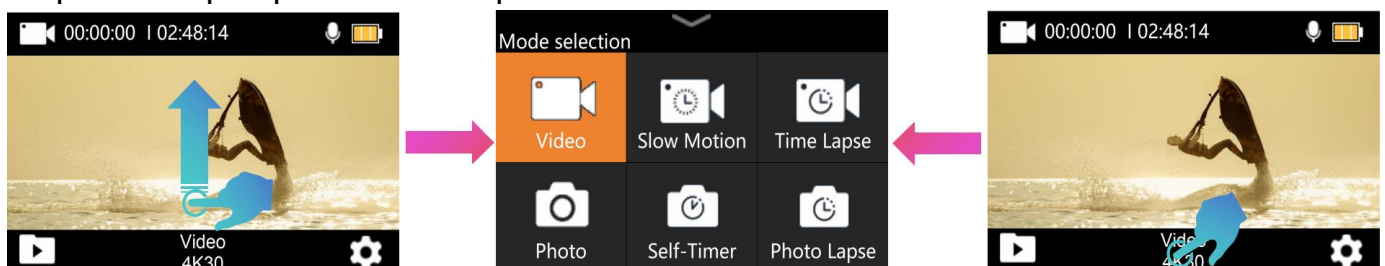 00:00:00 I 02:48:14
Video
4K30
Mode selection
Video
Slow Motion
Time Lapse
Photo
Self-Timer
Photo Lapse
00:00:00 I 02:48:14
4K30